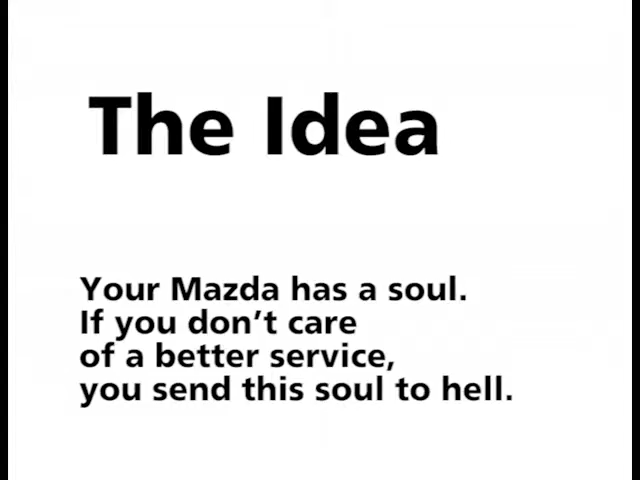 The Idea
Your Mazda has a soul.
If you don’t care
of a better service,
you send this soul to hell.